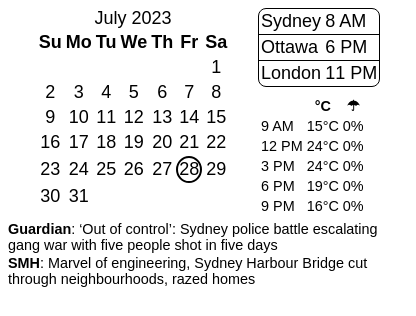 July 2023
Su Mo Tu We Th Fr Sa
1
2 3 4 5 6 7 8
9 10 11 12 13 14 15
16 17 18 19 20 21 22
23 24 25 26 27 28 29
30 31
Sydney 8 AM
Ottawa 6 PM
London 11 PM
°C ☂
9 AM 15°C 0%
12 PM 24°C 0%
3 PM 24°C 0%
6 PM 19°C 0%
9 PM 16°C 0%
Guardian: ‘Out of control’: Sydney police battle escalating
gang war with five people shot in five days
SMH: Marvel of engineering, Sydney Harbour Bridge cut
through neighbourhoods, razed homes